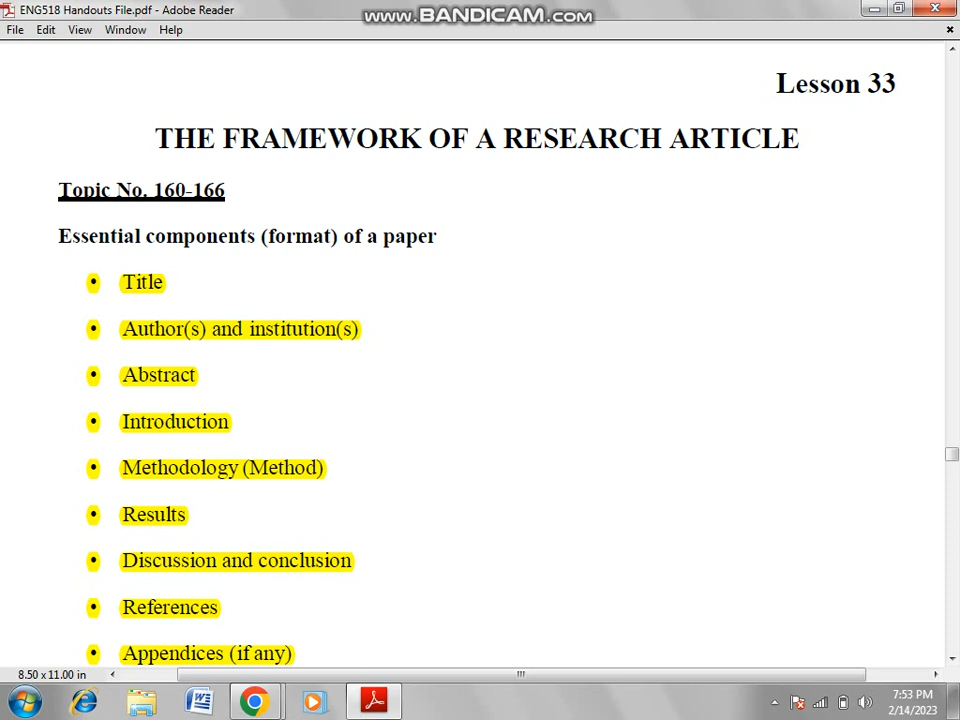 ENG518 Handouts File.pdf - Adobe Reader
www.BANDICAM.com
File Edit View Window Help
Lesson 33
THE FRAMEWORK OF A RESEARCH ARTICLE
Topic No. 160-166
Essential components (format) of a paper
• Title
• Author(s) and institution(s)
• Abstract
• Introduction
• Methodology (Method)
• Results
• Discussion and conclusion
• References
• Appendices (if any)
8.50 x 11.00 in
7:53 PM
2/14/2023